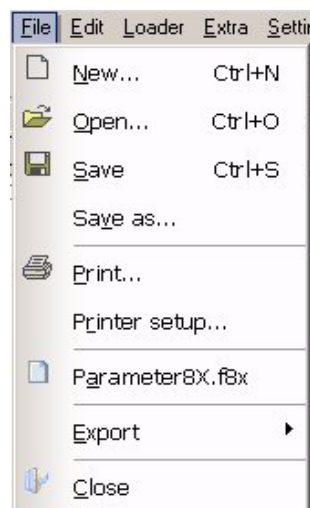 File Edit Loader Extra Setti
New... Ctrl+N
Open... Ctrl+O
Save Ctrl+S
Save as...
Print...
Printer setup...
Parameter8X.f8x
Export
Close